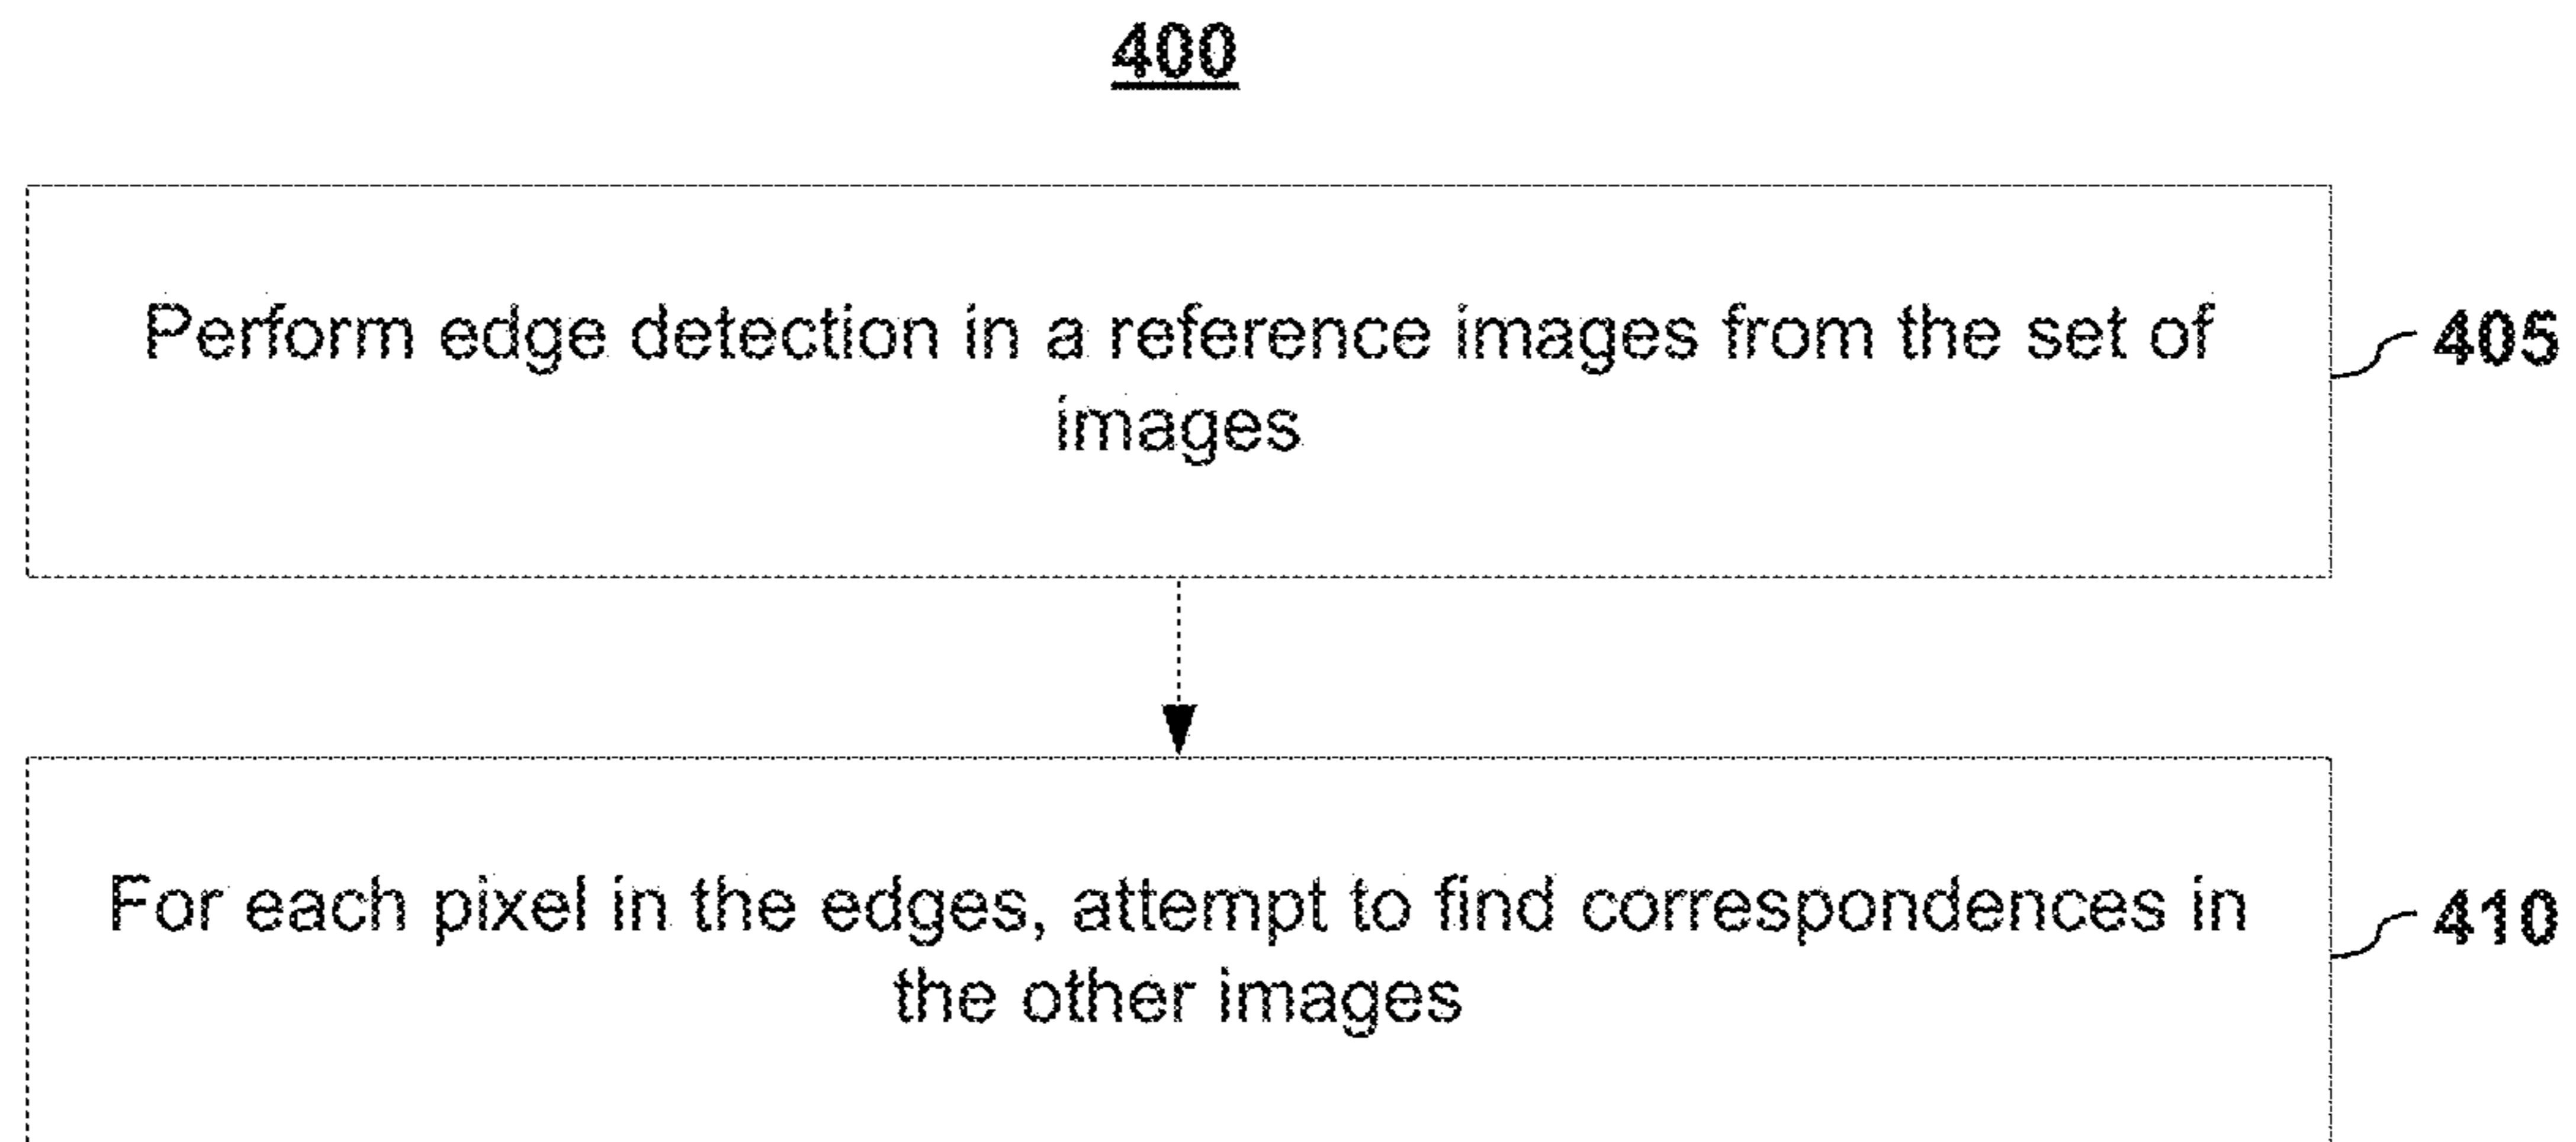 400
Perform edge detection in a reference images from the set of
images
405
For each pixel in the edges, attempt to find correspondences in
the other images
410